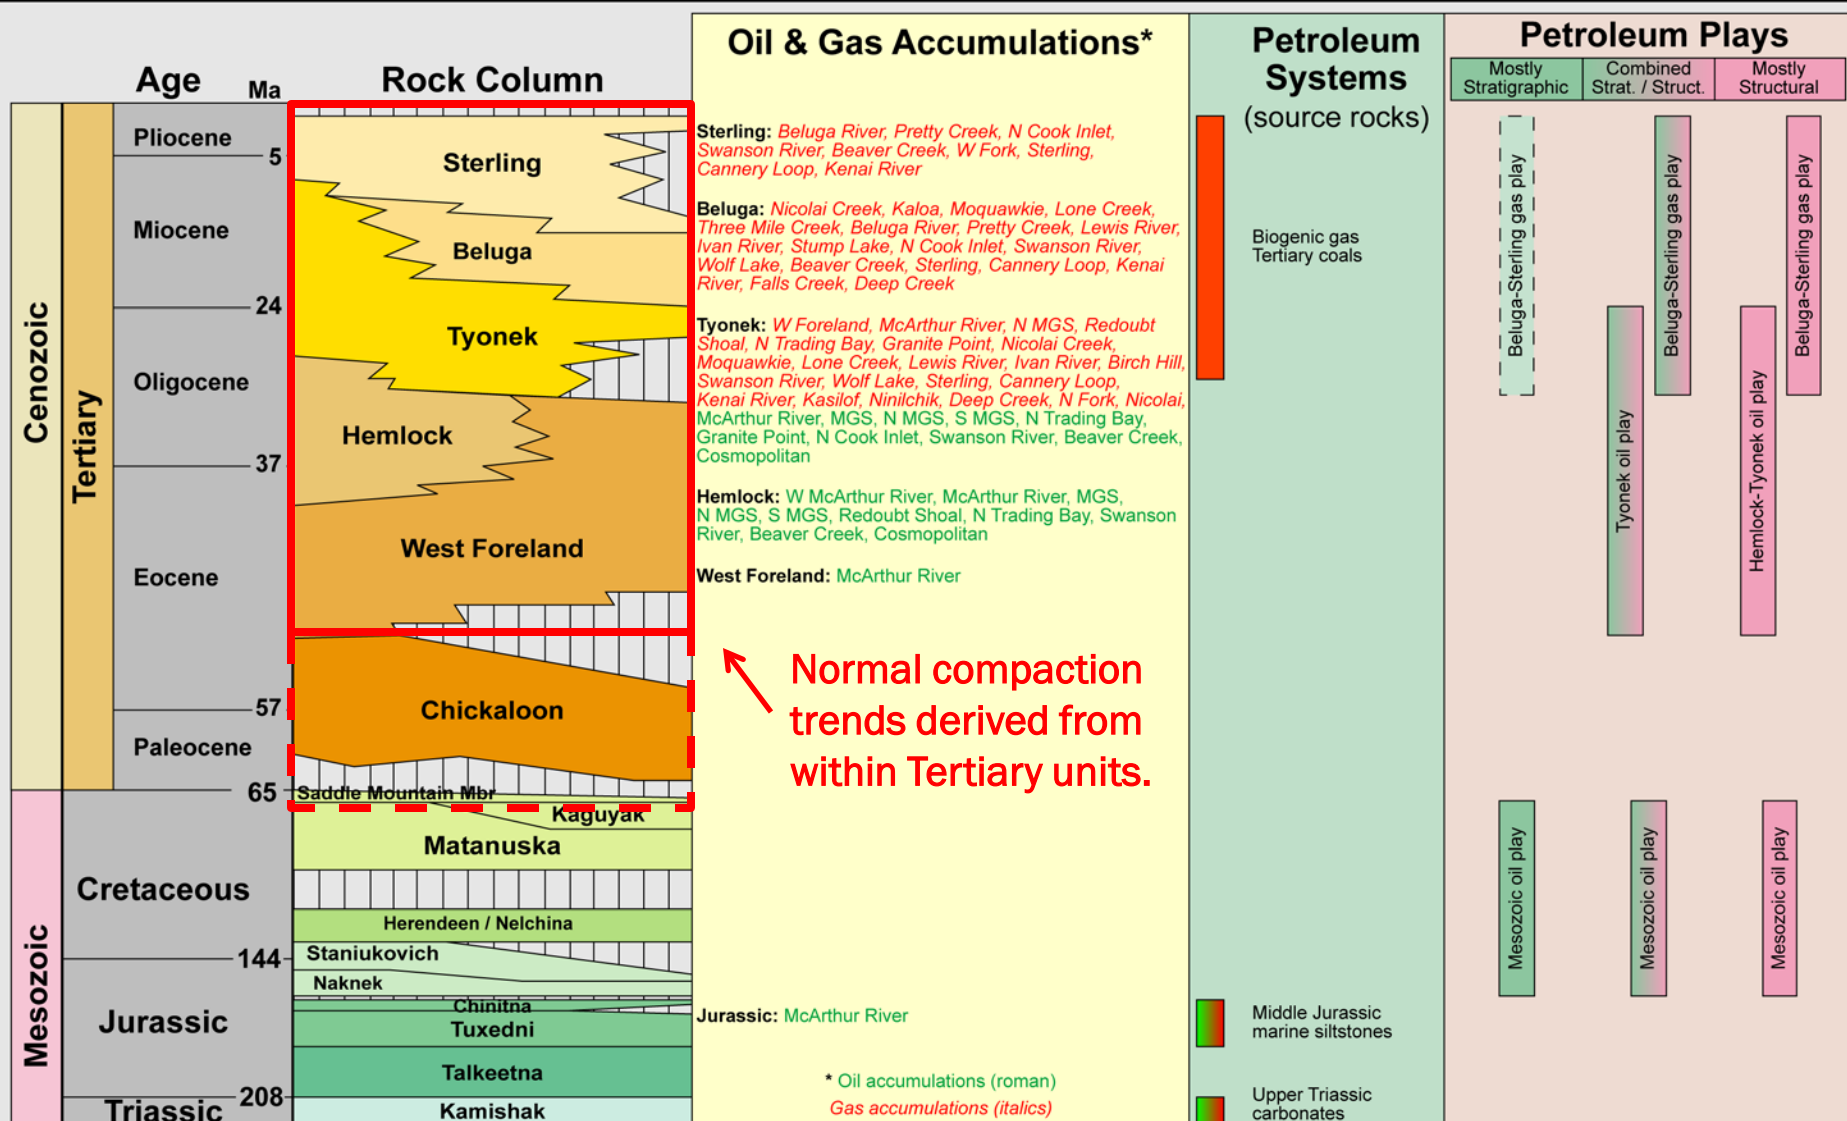 Age
Ma
Rock Column
Oil & Gas Accumulations*
Petroleum
Systems
(source rocks)
Petroleum Plays
Mostly
Stratigraphic
Combined
Strat. / Struct.
Mostly
Structural
Cenozoic
Tertiary
Pliocene
5
Miocene
24
Oligocene
37
Eocene
57
Paleocene
65
Mesozoic
Cretaceous
144
Jurassic
208
Triassic
Sterling
Beluga
Tyonek
Hemlock
West Foreland
Chickaloon
Saddle Mountain Mbr
Kaguyak
Matanuska
Herendeen / Nelchina
Staniukovich
Naknek
Chinitna
Tuxedni
Talkeetna
Kamishak
Sterling: Beluga River, Pretty Creek, N Cook Inlet,
Swanson River, Beaver Creek, W Fork, Sterling,
Cannery Loop, Kenai River
Beluga: Nicolai Creek, Kaloa, Moquawkie, Lone Creek,
Three Mile Creek, Beluga River, Pretty Creek, Lewis River,
Ivan River, Stump Lake, N Cook Inlet, Swanson River,
Wolf Lake, Beaver Creek, Sterling, Cannery Loop, Kenai
River, Falls Creek, Deep Creek
Tyonek: W Foreland, McArthur River, N MGS, Redoubt
Shoal, N Trading Bay, Granite Point, Nicolai Creek,
Moquawkie, Lone Creek, Lewis River, Ivan River, Birch Hill,
Swanson River, Wolf Lake, Sterling, Cannery Loop,
Kenai River, Kasilof, Ninilchik, Deep Creek, N Fork, Nicolai,
McArthur River, MGS, N MGS, S MGS, N Trading Bay,
Granite Point, N Cook Inlet, Swanson River, Beaver Creek,
Cosmopolitan
Hemlock: W McArthur River, McArthur River, MGS,
N MGS, S MGS, Redoubt Shoal, N Trading Bay, Swanson
River, Beaver Creek, Cosmopolitan
West Foreland: McArthur River
Normal compaction
trends derived from
within Tertiary units.
Jurassic: McArthur River
* Oil accumulations (roman)
Gas accumulations (italics)
Biogenic gas
Tertiary coals
Middle Jurassic
marine siltstones
Upper Triassic
carbonates
Beluga-Sterling gas play
Tyonek oil play
Beluga-Sterling gas play
Hemlock-Tyonek oil play
Beluga-Sterling gas play
Mesozoic oil play
Mesozoic oil play
Mesozoic oil play